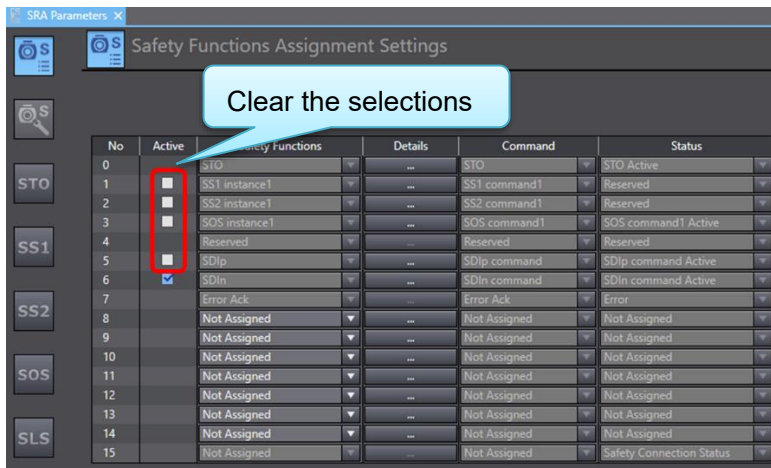 SRA Parameters ×
S
S Safety Functions Assignment Settings
S
Clear the selections
No Active Safety Functions Details Command Status
0 STO ... STO STO Active
1 SS1 instance1 ... SS1 command1 Reserved
2 SS2 instance1 ... SS2 command1 Reserved
3 SOS instance1 ... SOS command1 SOS command1 Active
4 Reserved ... Reserved Reserved
5 SDIp ... SDIp command SDIp command Active
6 SDIn ... SDIn command SDIn command Active
7 Error Ack ... Error Ack Error
8 Not Assigned ... Not Assigned Not Assigned
9 Not Assigned ... Not Assigned Not Assigned
10 Not Assigned ... Not Assigned Not Assigned
11 Not Assigned ... Not Assigned Not Assigned
12 Not Assigned ... Not Assigned Not Assigned
13 Not Assigned ... Not Assigned Not Assigned
14 Not Assigned ... Not Assigned Not Assigned
15 Not Assigned ... Not Assigned Safety Connection Status
STO
SS1
SS2
SOS
SLS